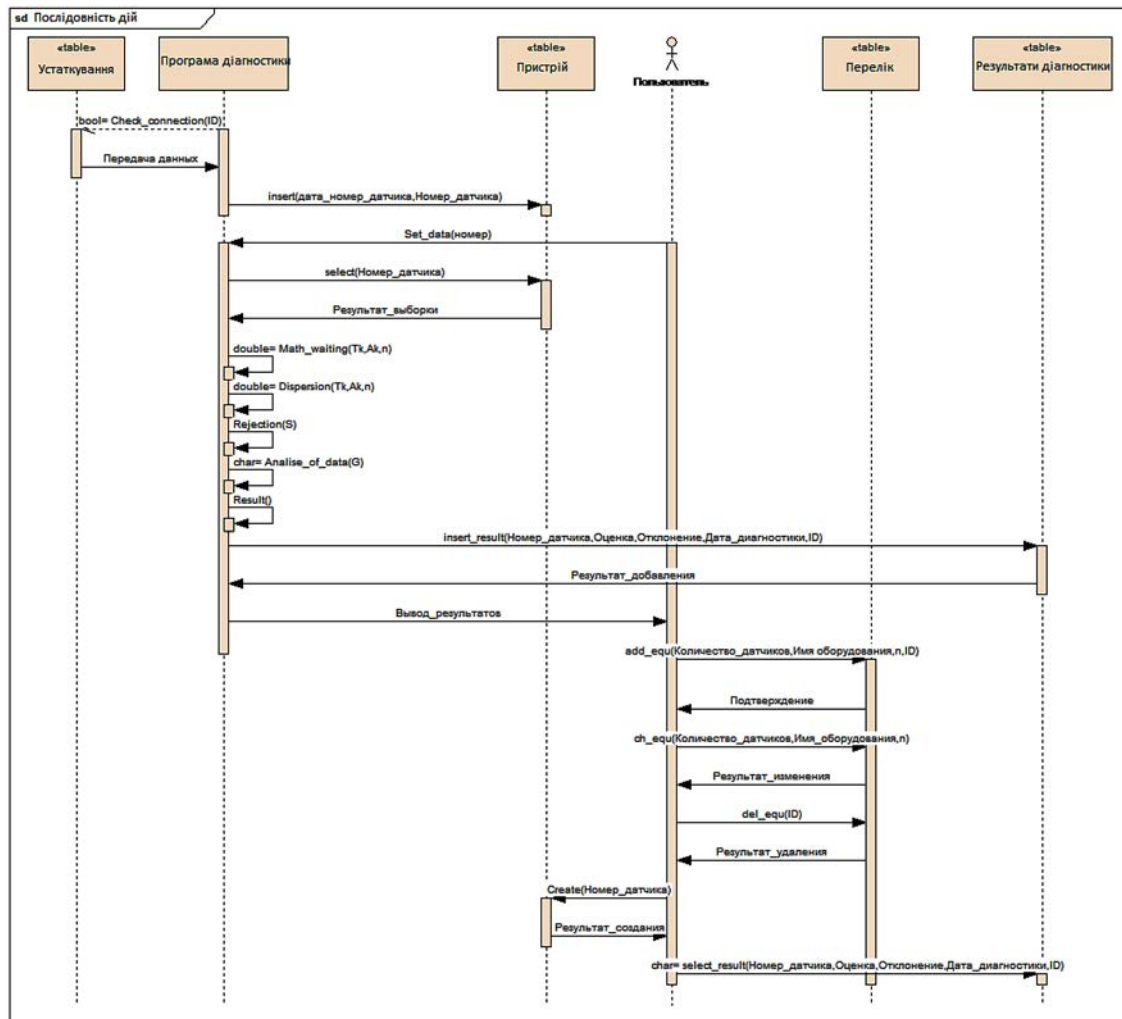 sd Послідовність дій
«table»
Устаткування
Програма діагностики
«table»
Пристрій
Пользователь
«table»
Перелік
«table»
Результати діагностики
bool= Check_connection(ID)
Передача данных
insert(дата_номер_датчика,Номер_датчика)
Set_data(номер)
select(Номер_датчика)
Результат_выборки
double= Math_waiting(Tk,Ak,n)
double= Dispersion(Tk,Ak,n)
Rejection(S)
char= Analise_of_data(G)
Result()
insert_result(Номер_датчика,Оценка,Отклонение,Дата_диагностики,ID)
Результат_добавления
Вывод_результатов
add_equ(Количество_датчиков,Имя оборудования,n,ID)
Подтверждение
ch_equ(Количество_датчиков,Имя_оборудования,n)
Результат_изменения
del_equ(ID)
Результат_удаления
Create(Номер_датчика)
Результат_создания
char= select_result(Номер_датчика,Оценка,Отклонение,Дата_диагностики,ID)